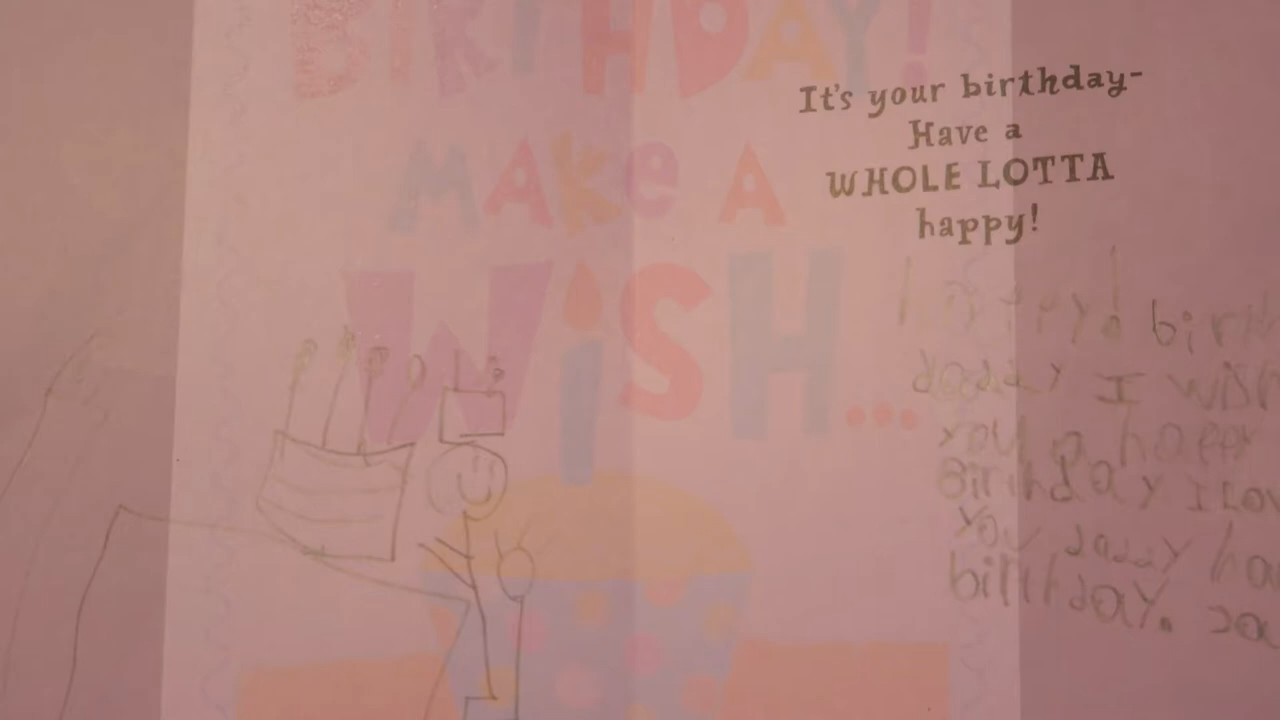 BIRTHDAY!
MAKE A
WISH...
It's your birthday-
Have a
WHOLE LOTTA
happy!
happy! birth
daddy I wish
you a happy
Birthday I Lov
You daddy ha
birthday.